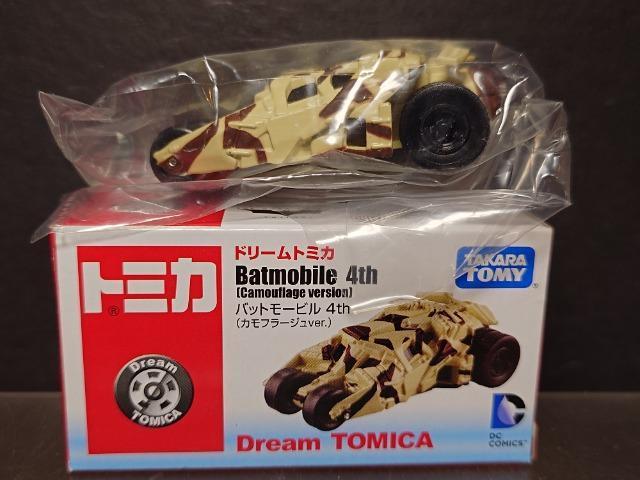 トミカ
®
Dream
TOMICA
ドリームトミカ
Batmobile 4th
(Camouflage version)
バットモービル 4th
(カモフラージュver.)
TAKARA
TOMY
®
Dream TOMICA
DC
DC
COMICS™